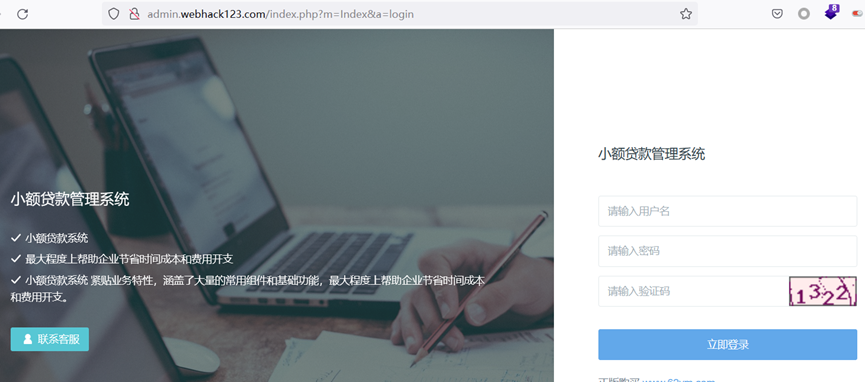 admin.webhack123.com/index.php?m=Index&a=login
8
小额贷款管理系统
小额贷款系统
最大程度上帮助企业节省时间成本和费用开支
小额贷款系统 紧贴业务特性，涵盖了大量的常用组件和基础功能，最大程度上帮助企业节省时间成本
和费用开支。
联系客服
小额贷款管理系统
请输入用户名
请输入密码
请输入验证码
1322
立即登录
正版购买